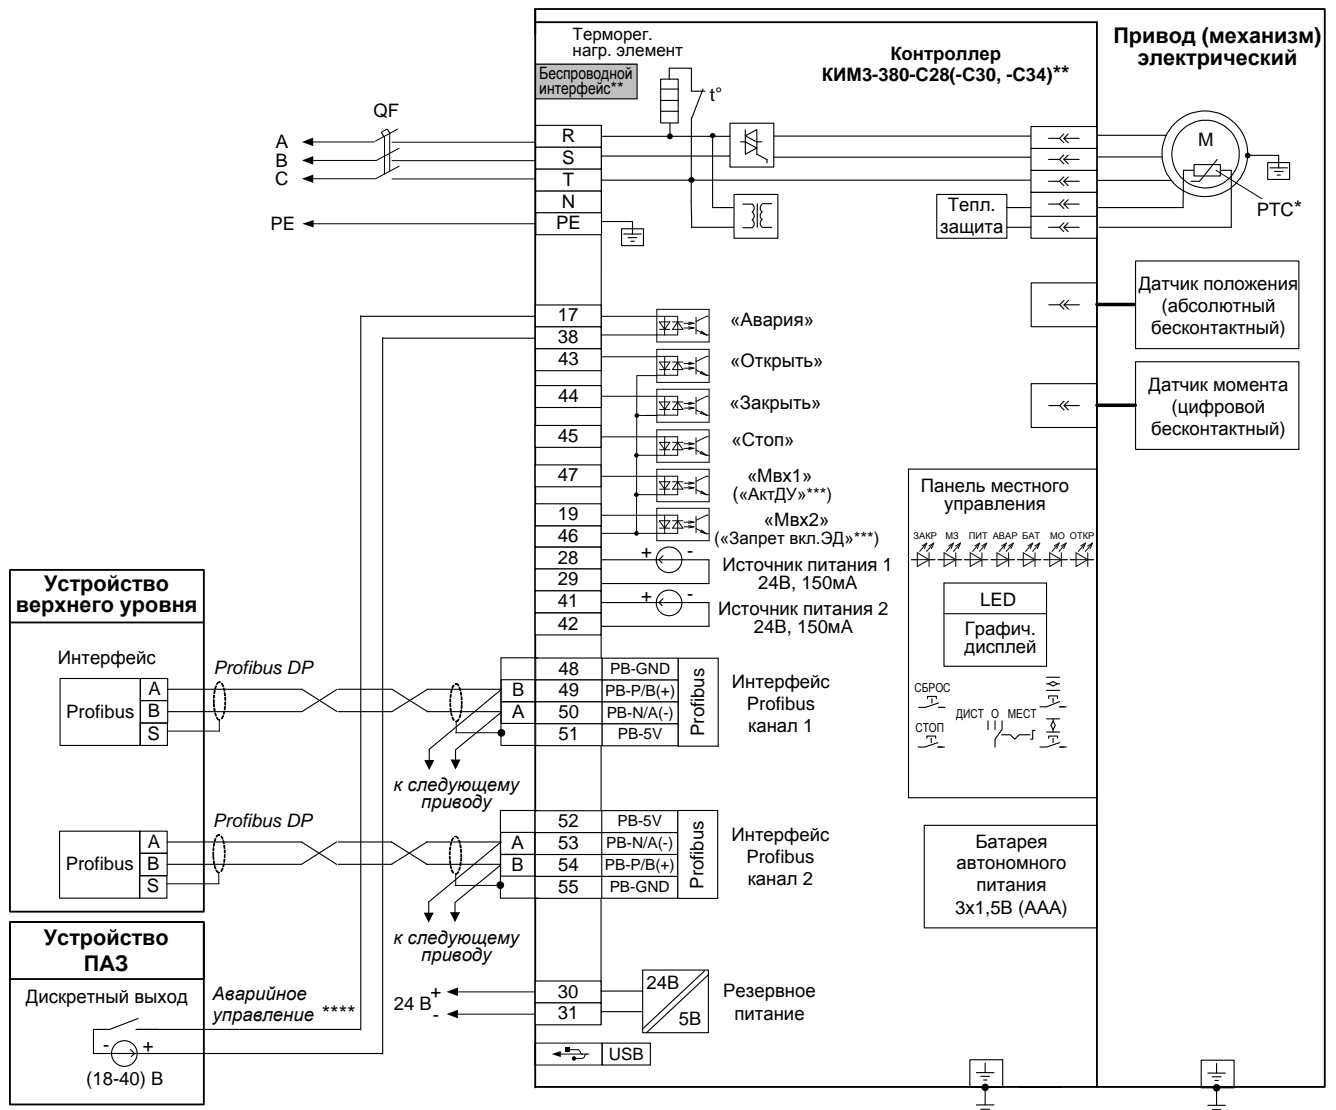 Терморег.
нагр. элемент
Беспроводной
интерфейс**
Контроллер
КИМ3-380-С28(-С30, -С34)**
Привод (механизм)
электрический
QF
A
B
C
PE
R
S
T
N
PE
t°
M
PTC*
Тепл.
защита
Датчик положения
(абсолютный
бесконтактный)
Датчик момента
(цифровой
бесконтактный)
17
38
43
44
45
47
19
46
28
29
41
42
«Авария»
«Открыть»
«Закрыть»
«Стоп»
«Мвх1»
(«АктДУ»***)
«Мвх2»
(«Запрет вкл.ЭД»***)
+ -
Источник питания 1
24В, 150мА
+ -
Источник питания 2
24В, 150мА
Панель местного
управления
ЗАКР МЗ ПИТ АВАР БАТ МО ОТКР
LED
Графич.
дисплей
СБРОС
СТОП
ДИСТ О МЕСТ
Батарея
автономного
питания
3х1,5В (ААА)
Устройство
верхнего уровня
Интерфейс
Profibus
A
B
S
Profibus DP
B
A
48 PB-GND
49 PB-P/B(+)
50 PB-N/A(-)
51 PB-5V
Profibus
Интерфейс
Profibus
канал 1
к следующему
приводу
Profibus
A
B
S
Profibus DP
A
B
52 PB-5V
53 PB-N/A(-)
54 PB-P/B(+)
55 PB-GND
Profibus
Интерфейс
Profibus
канал 2
к следующему
приводу
Устройство
ПАЗ
Дискретный выход
- +
(18-40) В
Аварийное
управление ****
24 В
+
-
30
31
24В
5В
Резервное
питание
USB